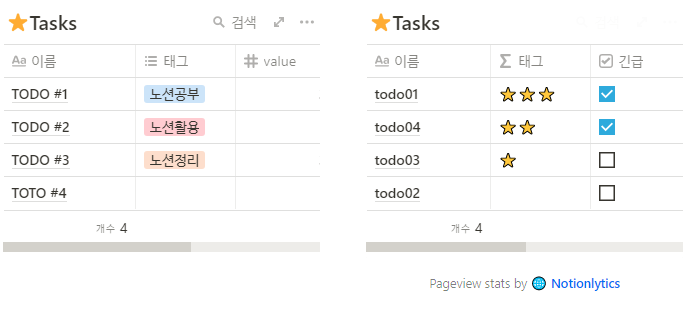 ⭐Tasks 검색
Aa 이름 태그 # value
TODO #1 노션공부
TODO #2 노션활용
TODO #3 노션정리
TOTO #4
개수 4
⭐Tasks
Aa 이름 Σ 태그 긴급
todo01 ⭐⭐⭐
todo04 ⭐⭐
todo03 ⭐
todo02
개수 4
Pageview stats by 🌐 Notionlytics